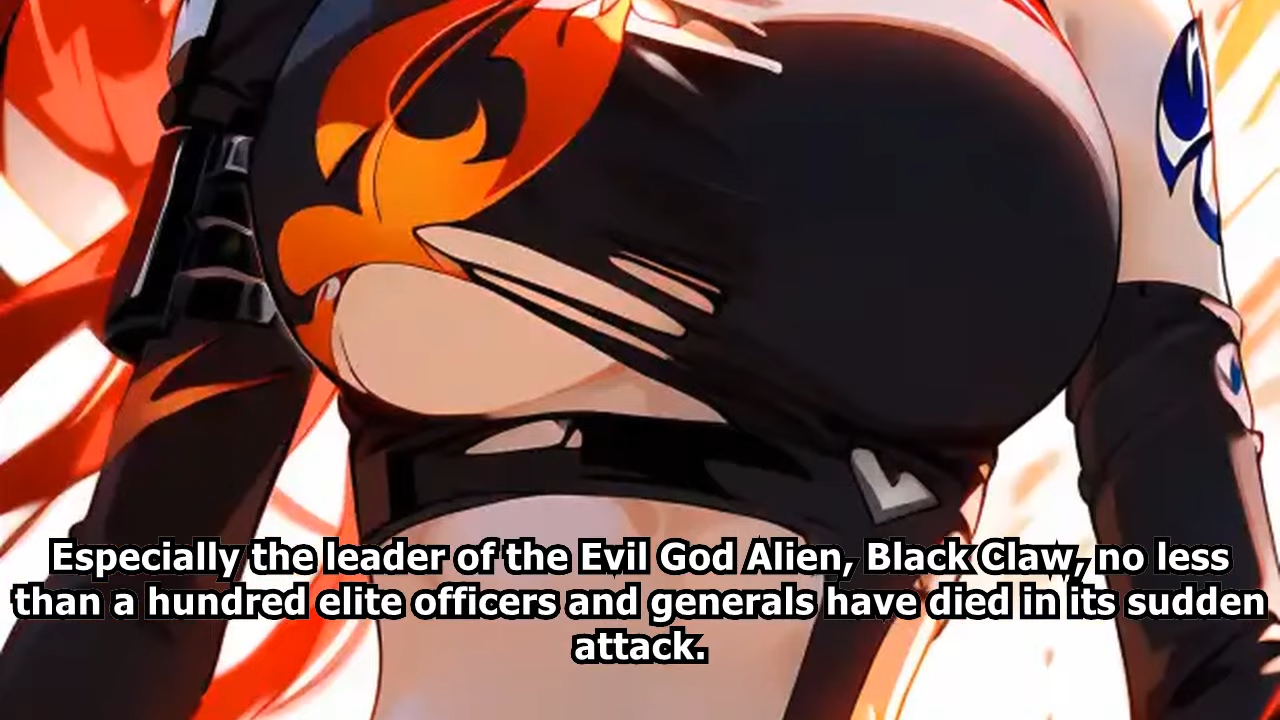 Especially the leader of the Evil God Alien, Black Claw, no less
than a hundred elite officers and generals have died in its sudden
attack.